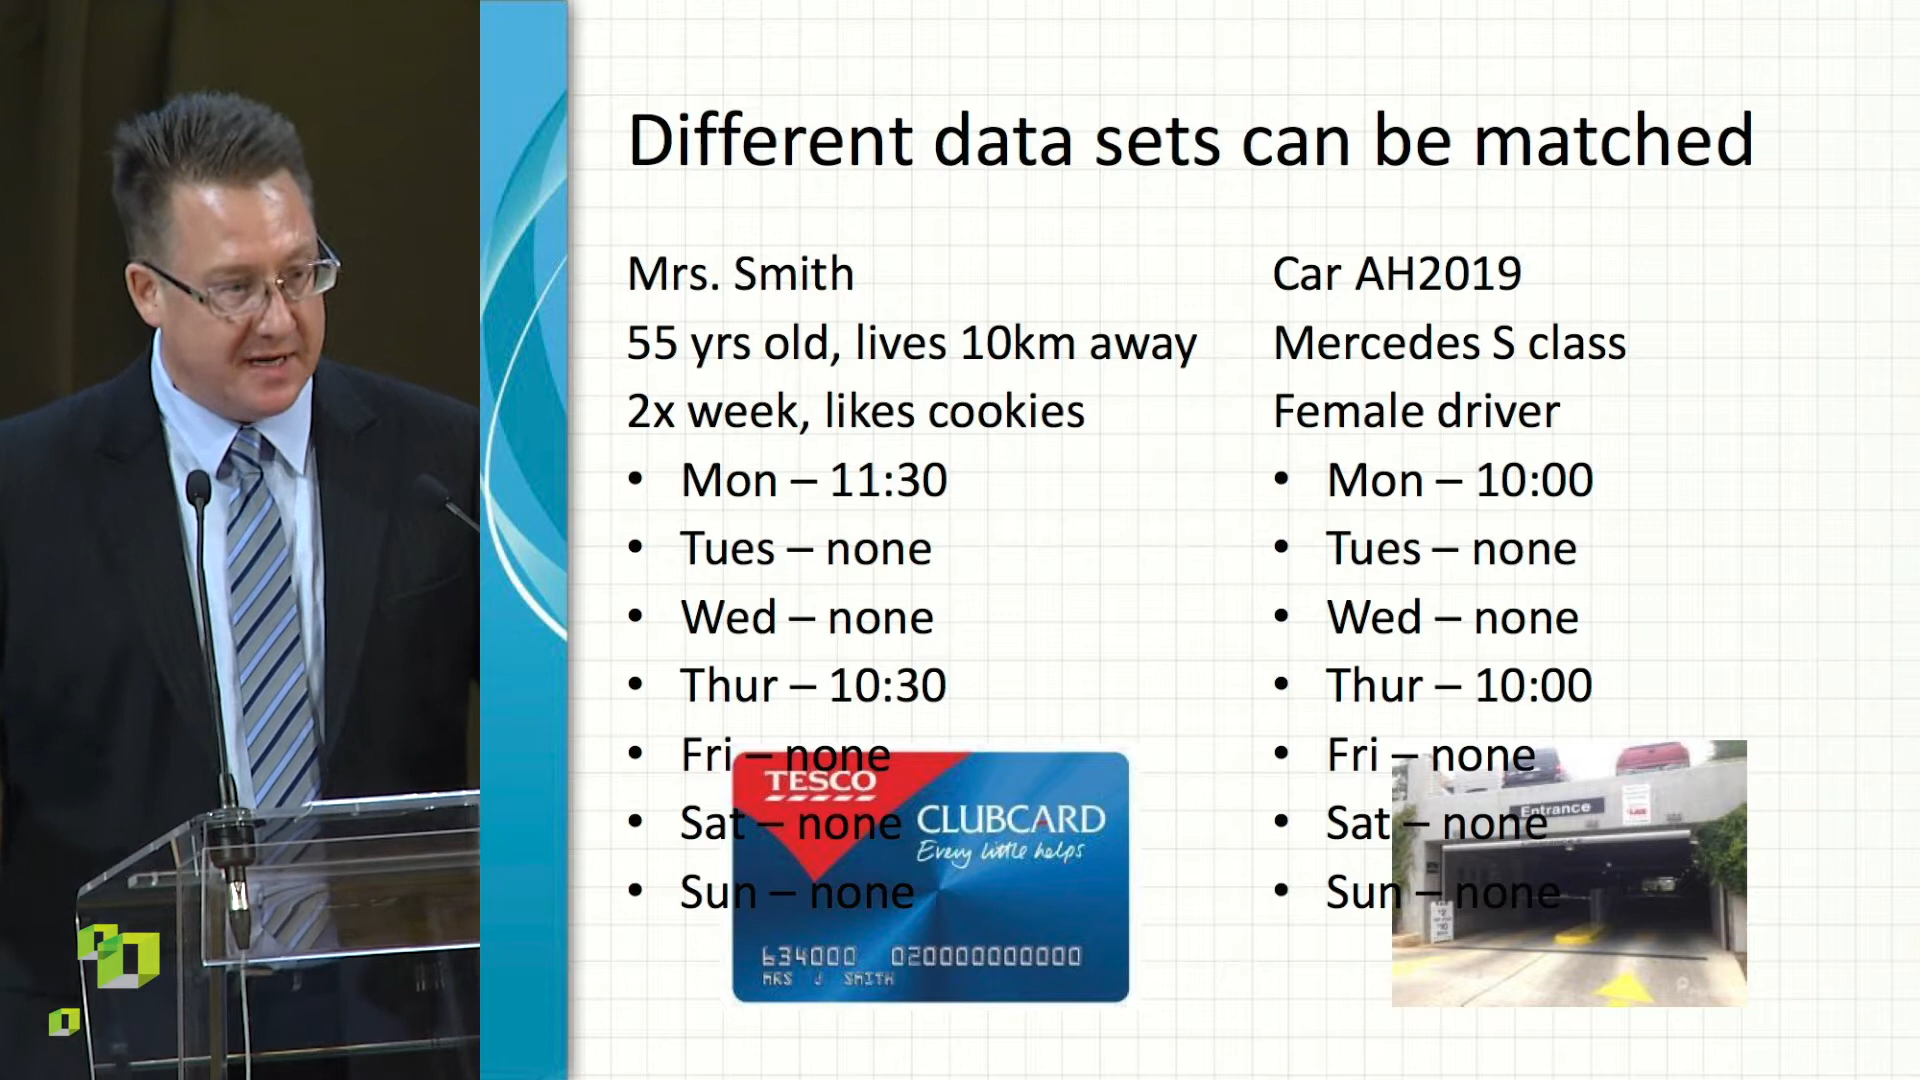 Different data sets can be matched
Mrs. Smith
55 yrs old, lives 10km away
2x week, likes cookies
• Mon – 11:30
• Tues – none
• Wed – none
• Thur – 10:30
• Fri – none
• Sat – none
• Sun – none
TESCO
CLUBCARD
Every little helps
634000 020000000000
MRS J SMITH
Car AH2019
Mercedes S class
Female driver
• Mon – 10:00
• Tues – none
• Wed – none
• Thur – 10:00
• Fri – none
• Sat – none
• Sun – none
Entrance